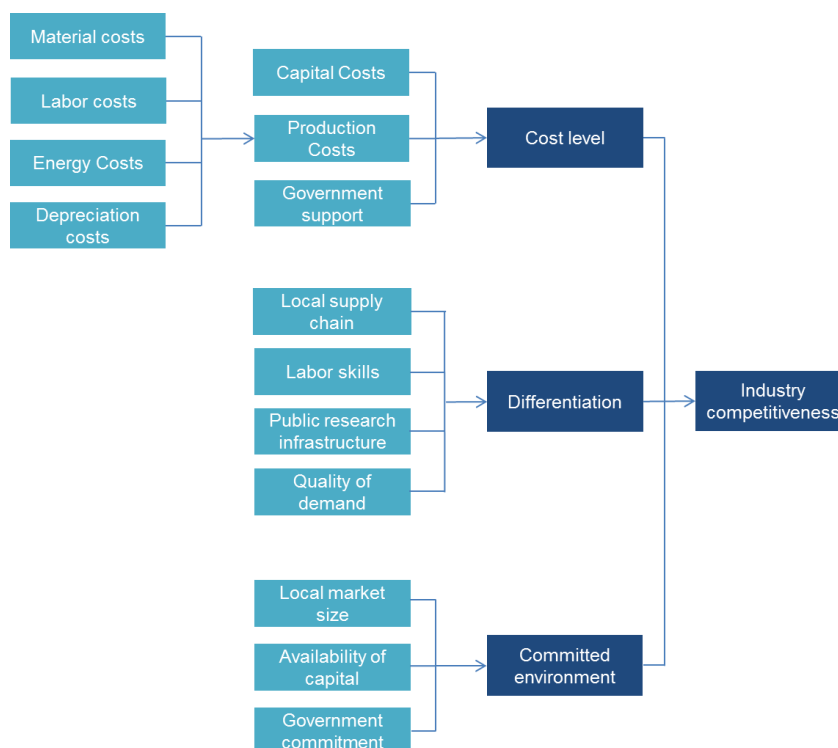 Material costs
Labor costs
Energy Costs
Depreciation
costs
Capital Costs
Production
Costs
Government
support
Cost level
Local supply
chain
Labor skills
Public research
infrastructure
Quality of
demand
Differentiation
Industry
competitiveness
Local market
size
Availability of
capital
Government
commitment
Committed
environment